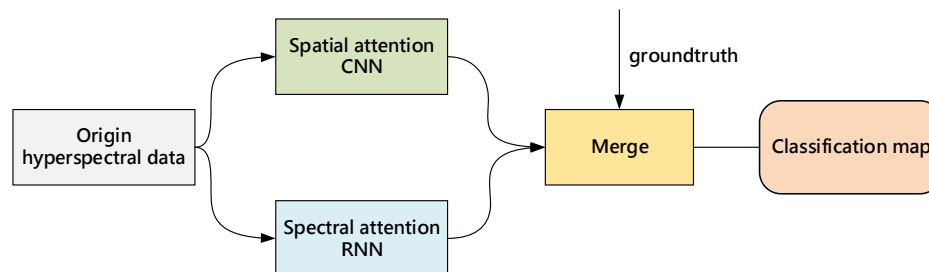 Spatial attention
CNN
groundtruth
Origin
hyperspectral data
Merge
Classification map
Spectral attention
RNN